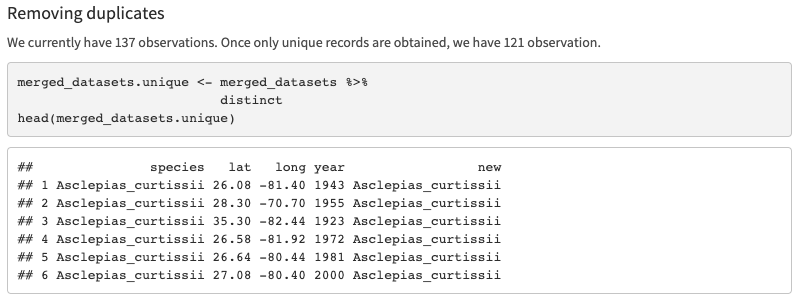 Removing duplicates
We currently have 137 observations. Once only unique records are obtained, we have 121 observation.
merged_datasets.unique <- merged_datasets %>%
                          distinct
head(merged_datasets.unique)
##                species   lat   long year                  new
## 1 Asclepias_curtissii 26.08 -81.40 1943 Asclepias_curtissii
## 2 Asclepias_curtissii 28.30 -70.70 1955 Asclepias_curtissii
## 3 Asclepias_curtissii 35.30 -82.44 1923 Asclepias_curtissii
## 4 Asclepias_curtissii 26.58 -81.92 1972 Asclepias_curtissii
## 5 Asclepias_curtissii 26.64 -80.44 1981 Asclepias_curtissii
## 6 Asclepias_curtissii 27.08 -80.40 2000 Asclepias_curtissii